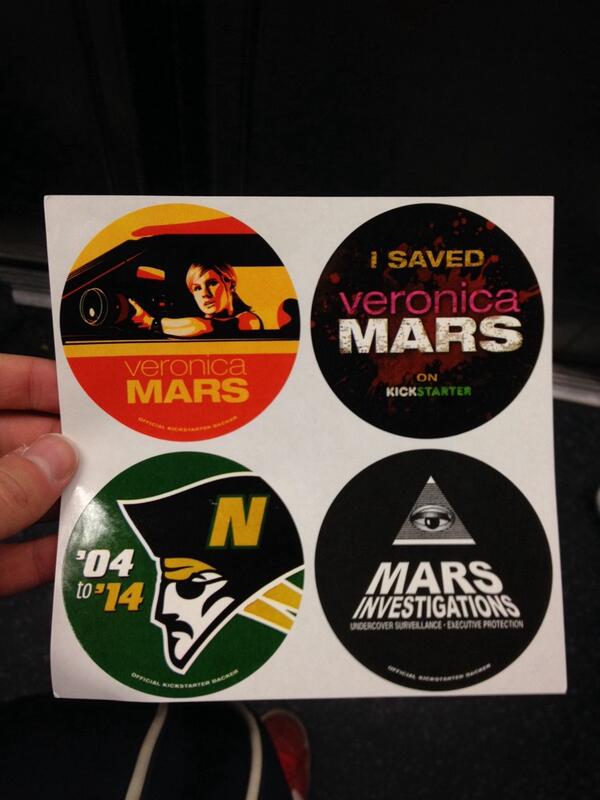 veronica
MARS
OFFICIAL KICKSTARTER BACKER
I SAVED
veronica
MARS
ON
KICKSTARTER
N
'04
to '14
OFFICIAL KICKSTARTER BACKER
MARS
INVESTIGATIONS
UNDERCOVER SURVEILLANCE · EXECUTIVE PROTECTION
OFFICIAL KICKSTARTER BACKER